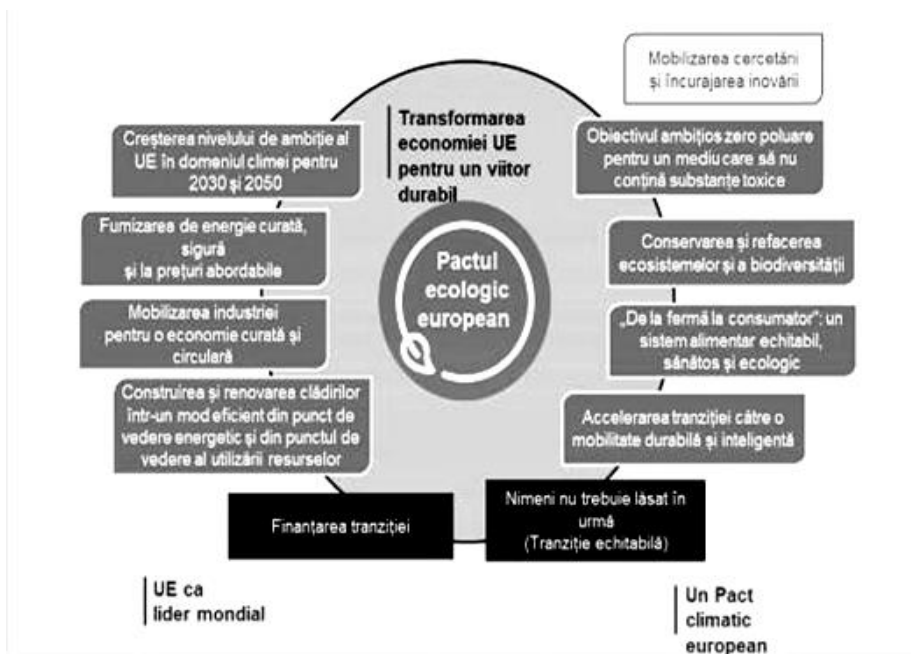 Mobilizarea cercetării
și încurajarea inovării
Transformarea
economiei UE
pentru un viitor
durabil
Creșterea nivelului de ambiție al
UE în domeniul climei pentru
2030 și 2050
Obiectivul ambițios zero poluare
pentru un mediu care să nu
conțină substanțe toxice
Furnizarea de energie curată,
sigură
și la prețuri abordabile
Conservarea și refacerea
ecosistemelor și a biodiversității
Pactul
ecologic
european
Mobilizarea industriei
pentru o economie curată și
circulară
„De la fermă la consumator”: un
sistem alimentar echitabil,
sănătos și ecologic
Construirea și renovarea clădirilor
într-un mod eficient din punct de
vedere energetic și din punctul de
vedere al utilizării resurselor
Accelerarea tranziției către o
mobilitate durabilă și inteligentă
Finanțarea tranziției
Nimeni nu trebuie lăsat în
urmă
(Tranziție echitabilă)
UE ca
lider mondial
Un Pact
climatic
european